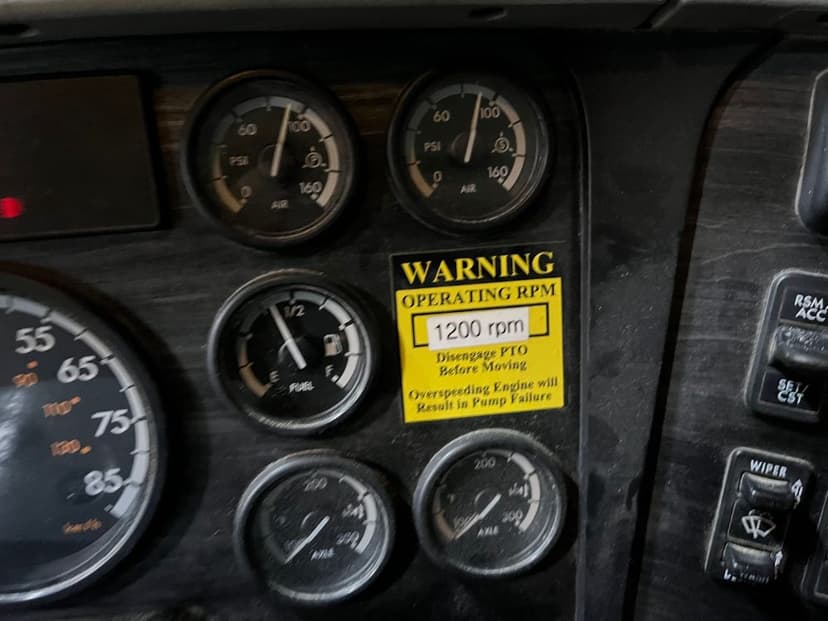 60 100
PSI P
0 160
AIR
60 100
PSI S
0 160
AIR
55
65
75
85
km/h
1/2
E F
FUEL
WARNING
OPERATING RPM
1200 rpm
Disengage PTO
Before Moving
Overspeeding Engine will
Result in Pump Failure
200
300
AXLE
200
300
AXLE
RSM/
ACC
SET/
CST
WIPER